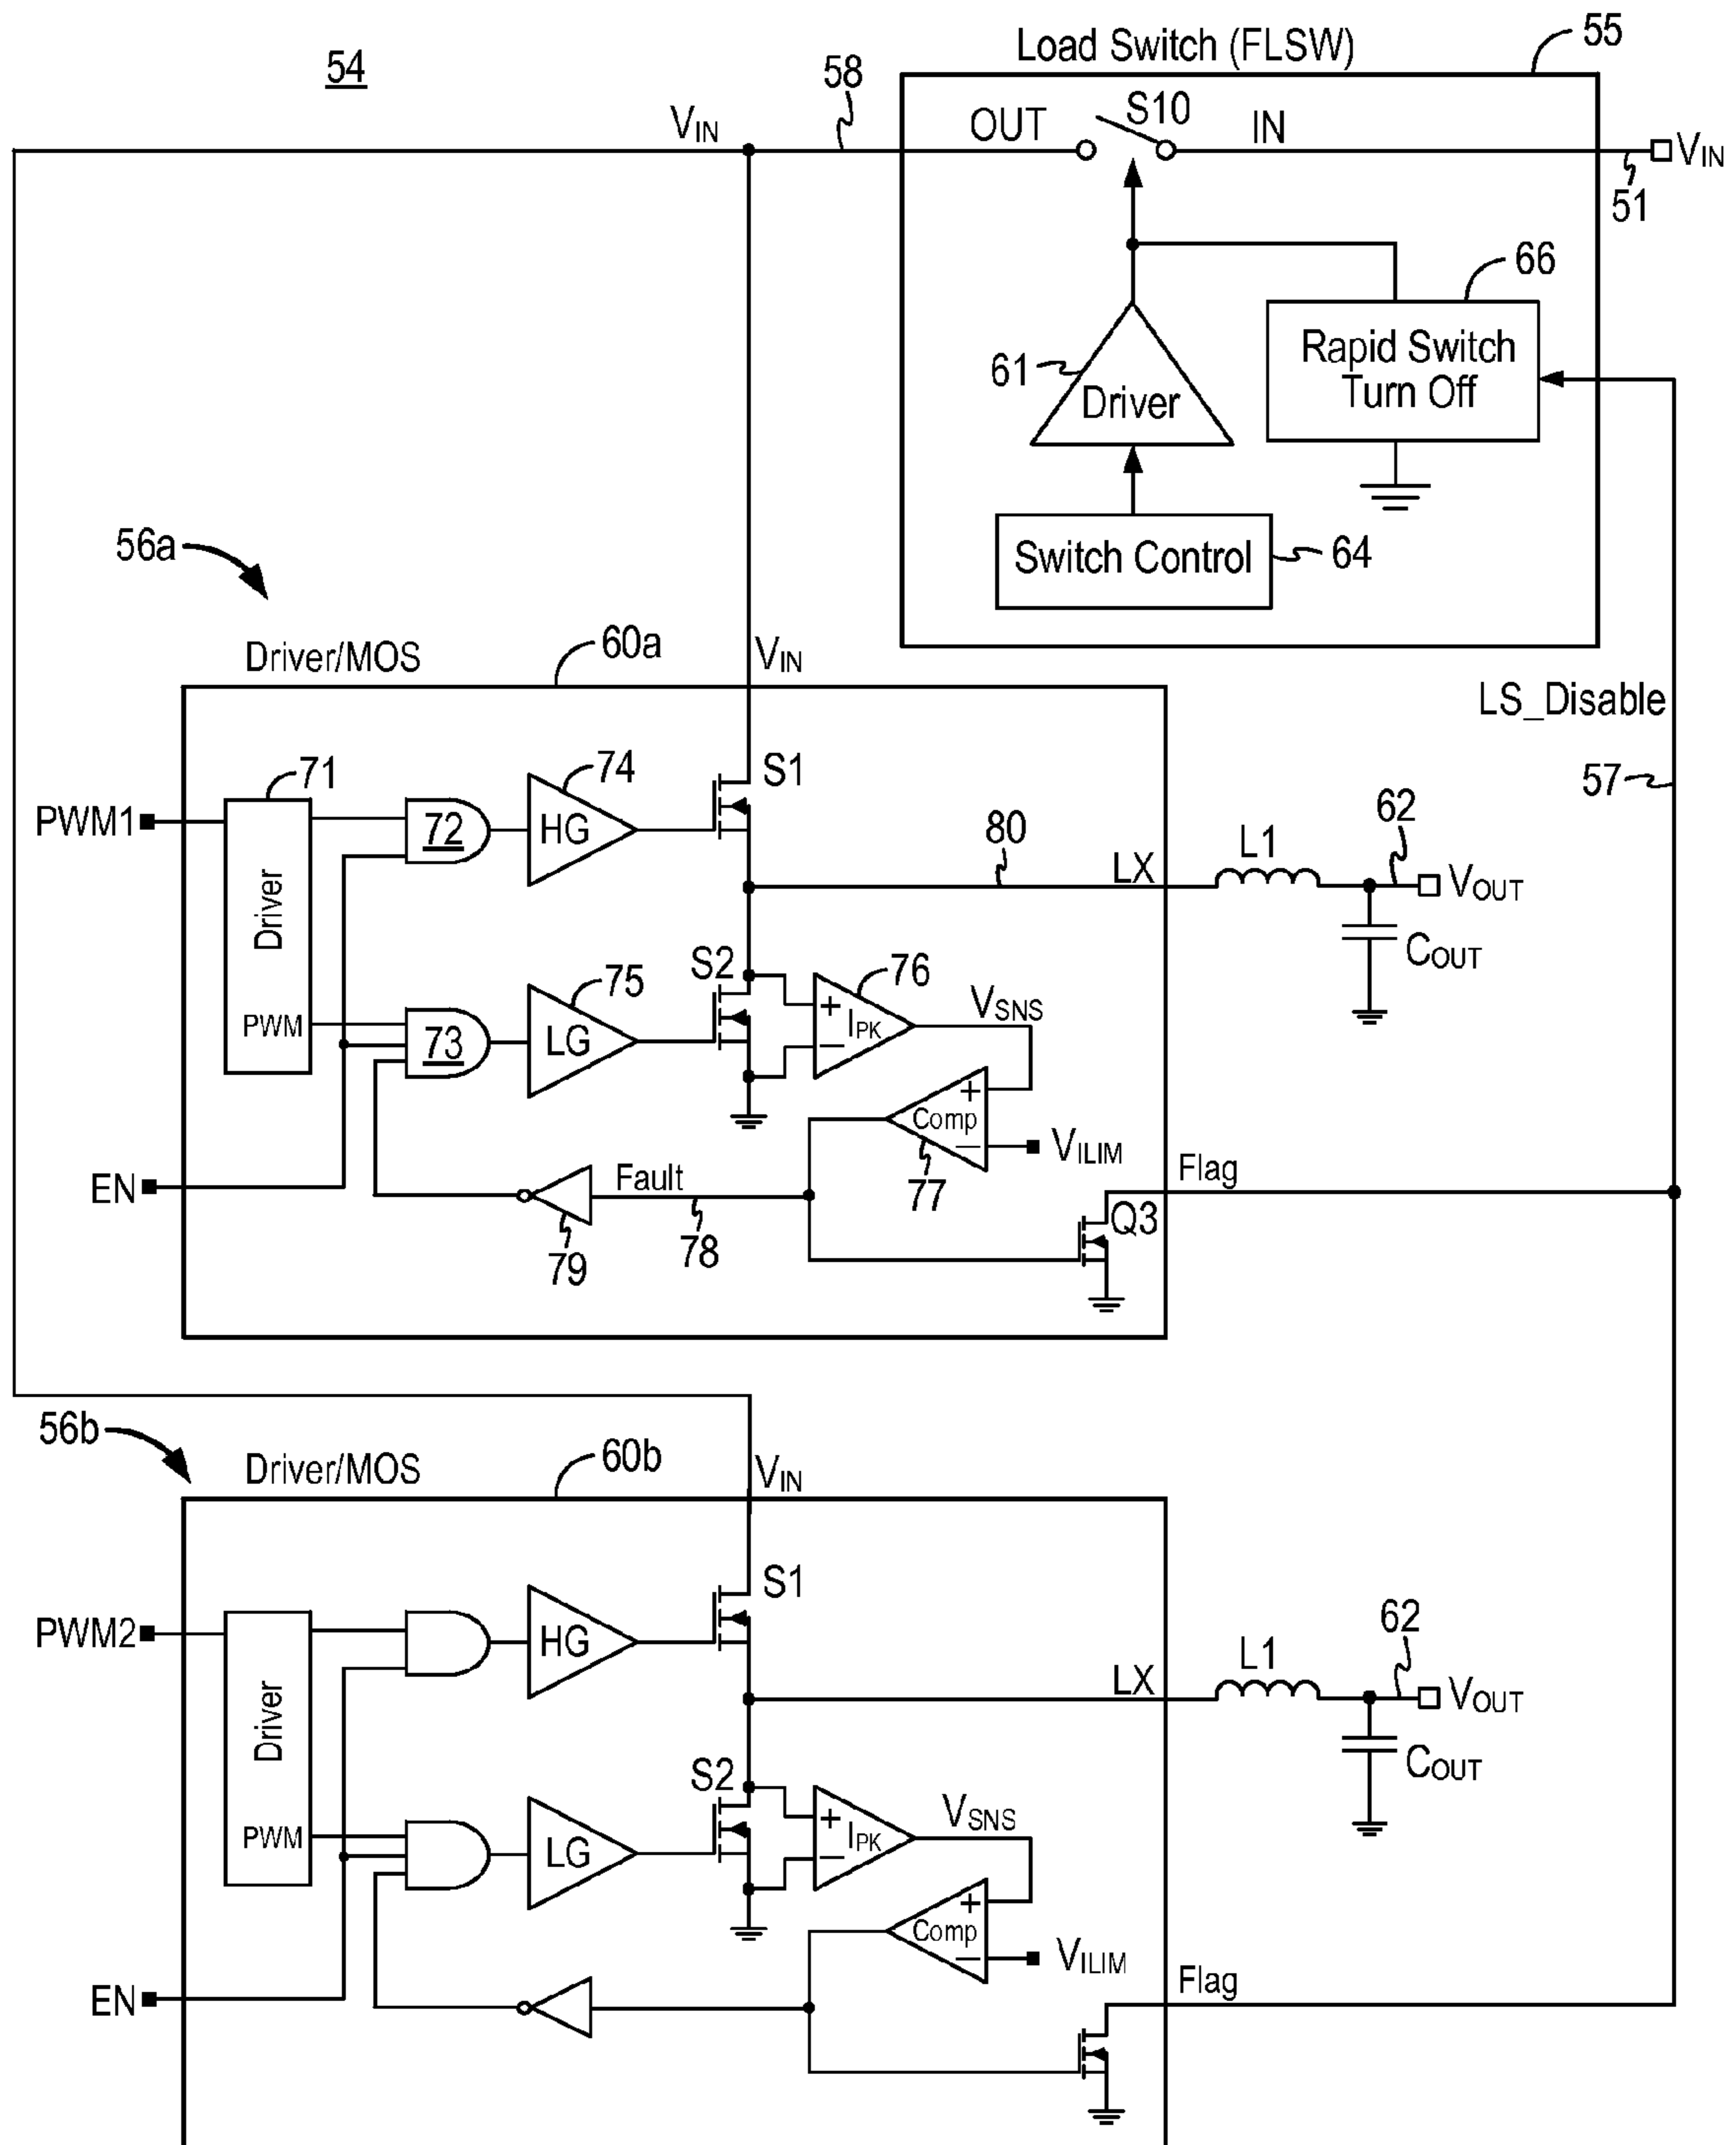 54
Load Switch (FLSW)
55
58
VIN
OUT
S10
IN
VIN
51
66
61
Driver
Rapid Switch
Turn Off
Switch Control
64
56a
Driver/MOS
60a
VIN
LS_Disable
57
71
74
S1
PWM1
72
HG
80
LX
L1
62
VOUT
COUT
Driver
PWM
S2
75
76
73
LG
+
IPK
–
VSNS
+
Comp
–
VILIM
77
Flag
EN
Fault
79
78
Q3
56b
Driver/MOS
60b
VIN
S1
PWM2
HG
LX
L1
62
VOUT
COUT
Driver
PWM
S2
LG
+
IPK
–
VSNS
+
Comp
–
VILIM
Flag
EN